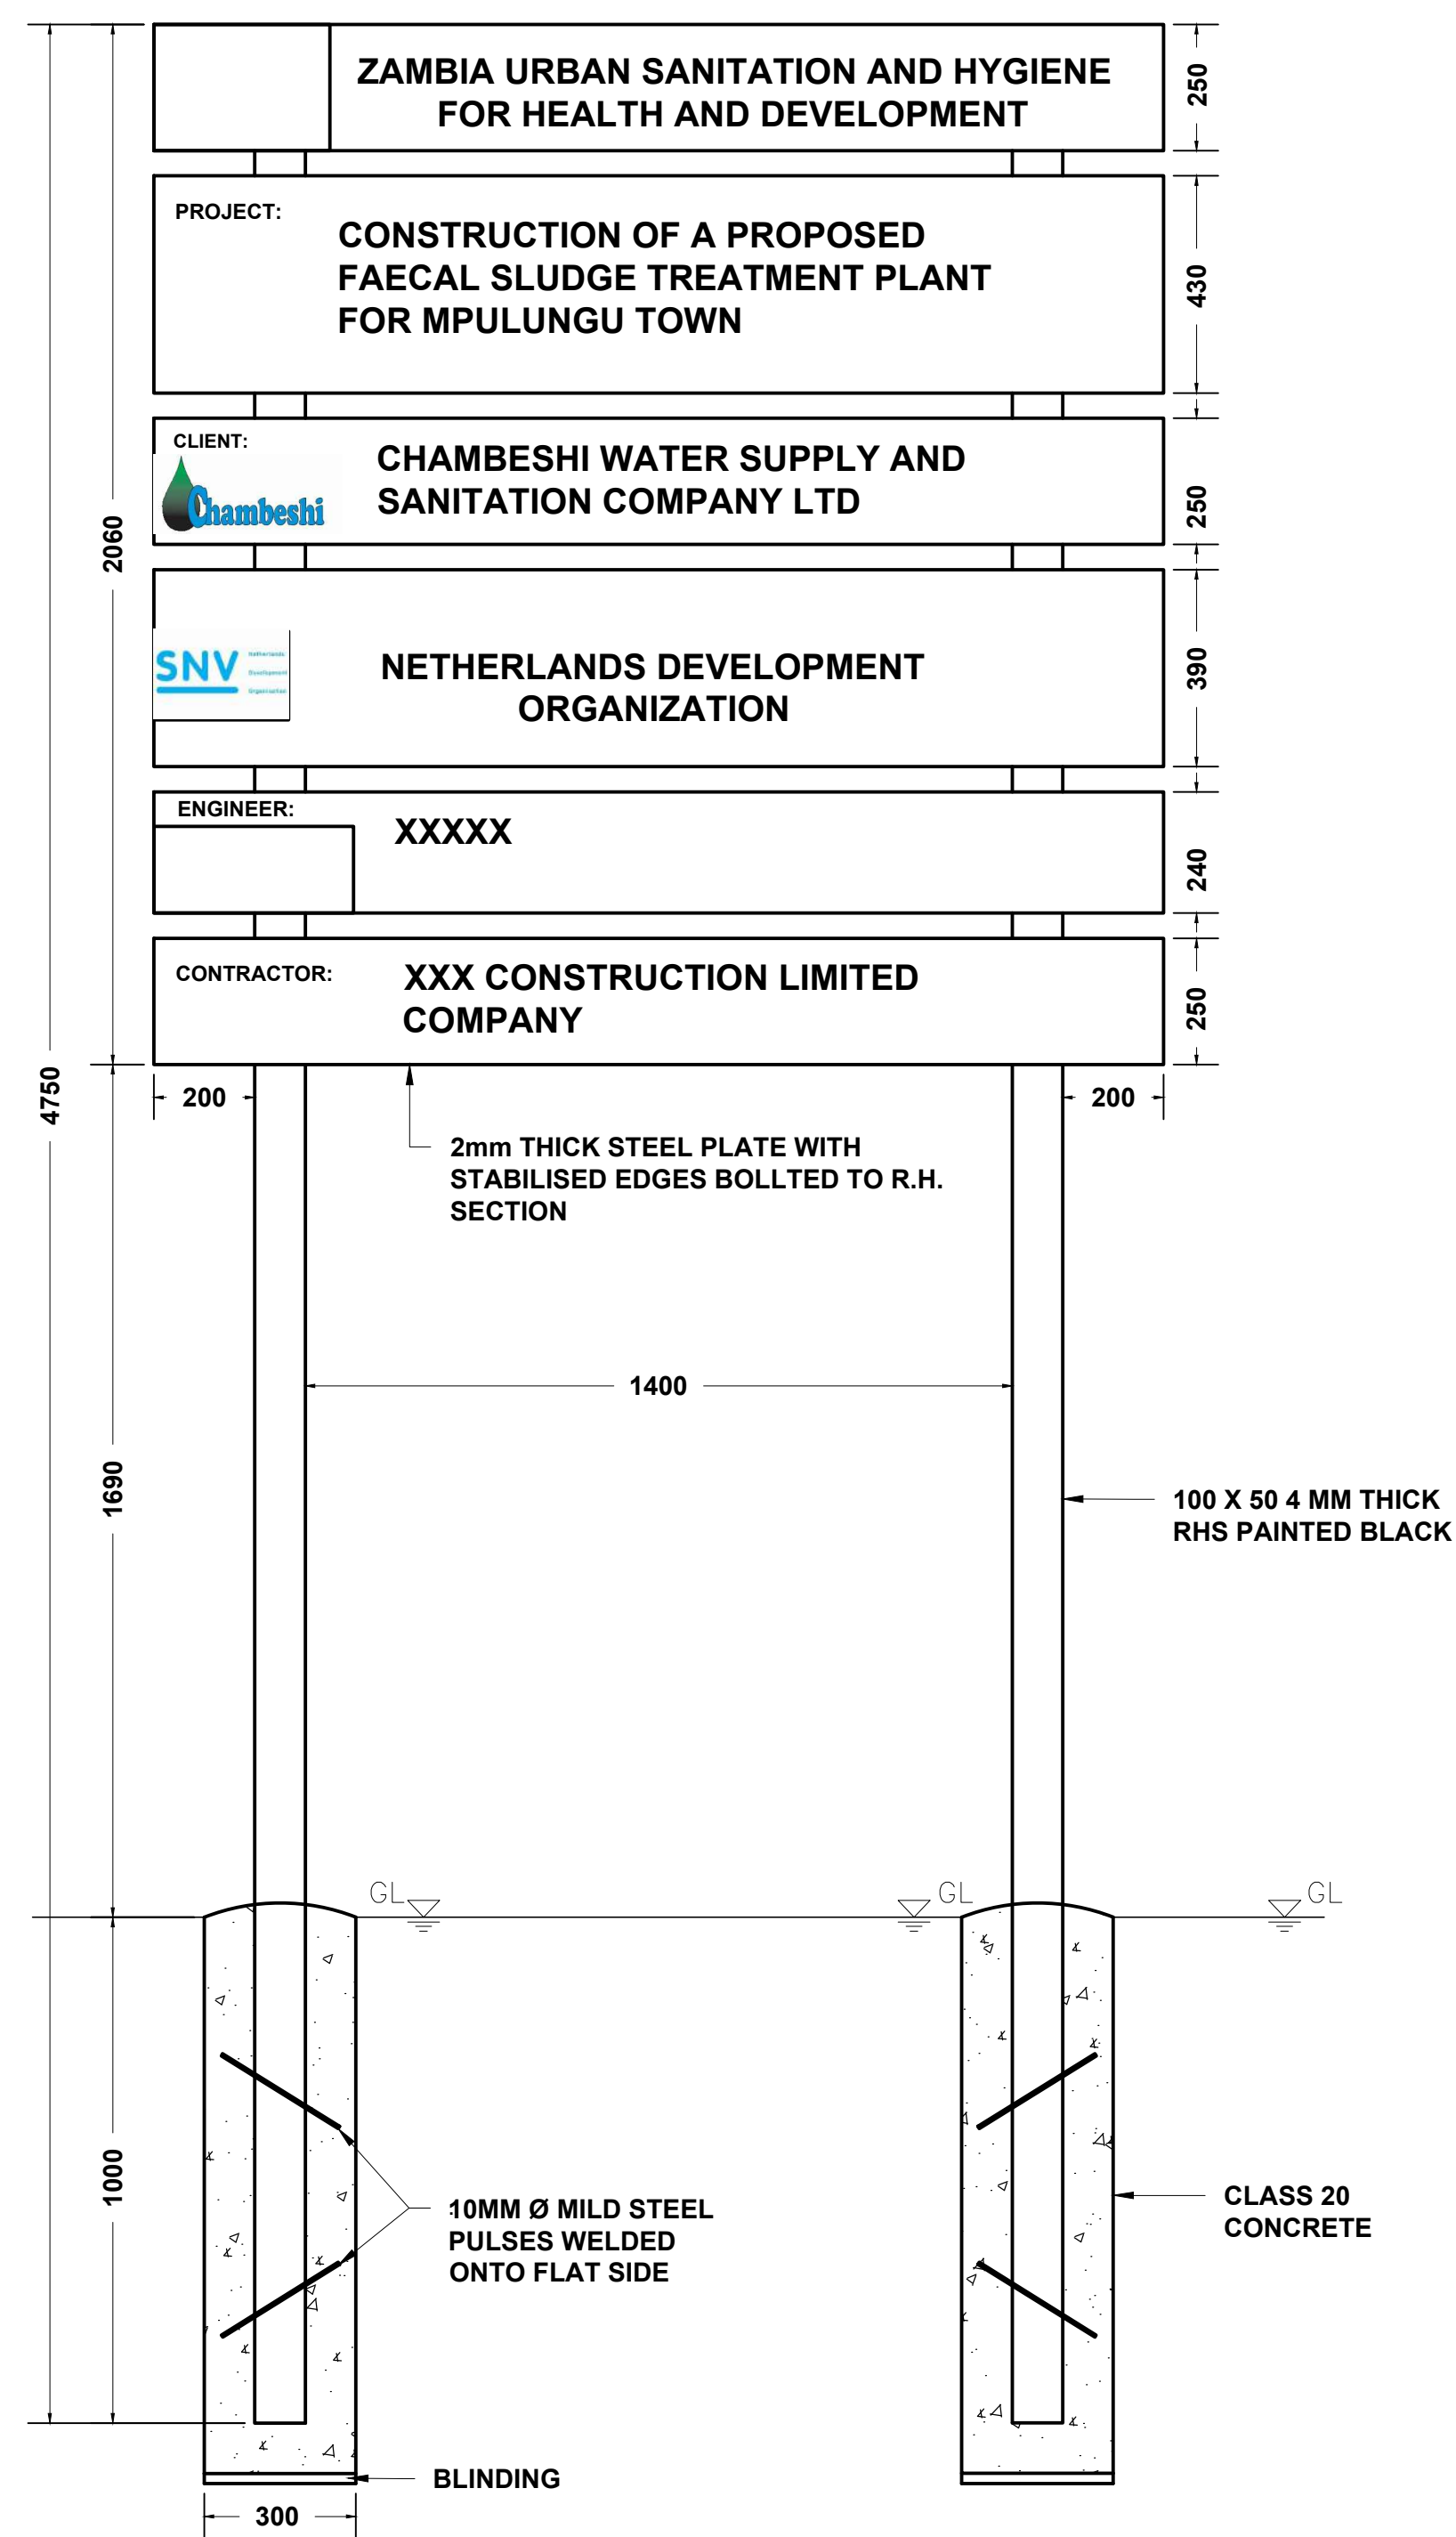 ZAMBIA URBAN SANITATION AND HYGIENE
FOR HEALTH AND DEVELOPMENT
250
PROJECT:
CONSTRUCTION OF A PROPOSED
FAECAL SLUDGE TREATMENT PLANT
FOR MPULUNGU TOWN
430
CLIENT:
Chambeshi
CHAMBESHI WATER SUPPLY AND
SANITATION COMPANY LTD
250
2060
SNV
Netherlands
Development
Organisation
NETHERLANDS DEVELOPMENT
ORGANIZATION
390
ENGINEER:
XXXXX
240
CONTRACTOR:
XXX CONSTRUCTION LIMITED
COMPANY
250
4750
200
200
2mm THICK STEEL PLATE WITH
STABILISED EDGES BOLLTED TO R.H.
SECTION
1400
1690
100 X 50 4 MM THICK
RHS PAINTED BLACK
GL
GL
GL
1000
10MM Ø MILD STEEL
PULSES WELDED
ONTO FLAT SIDE
CLASS 20
CONCRETE
BLINDING
300